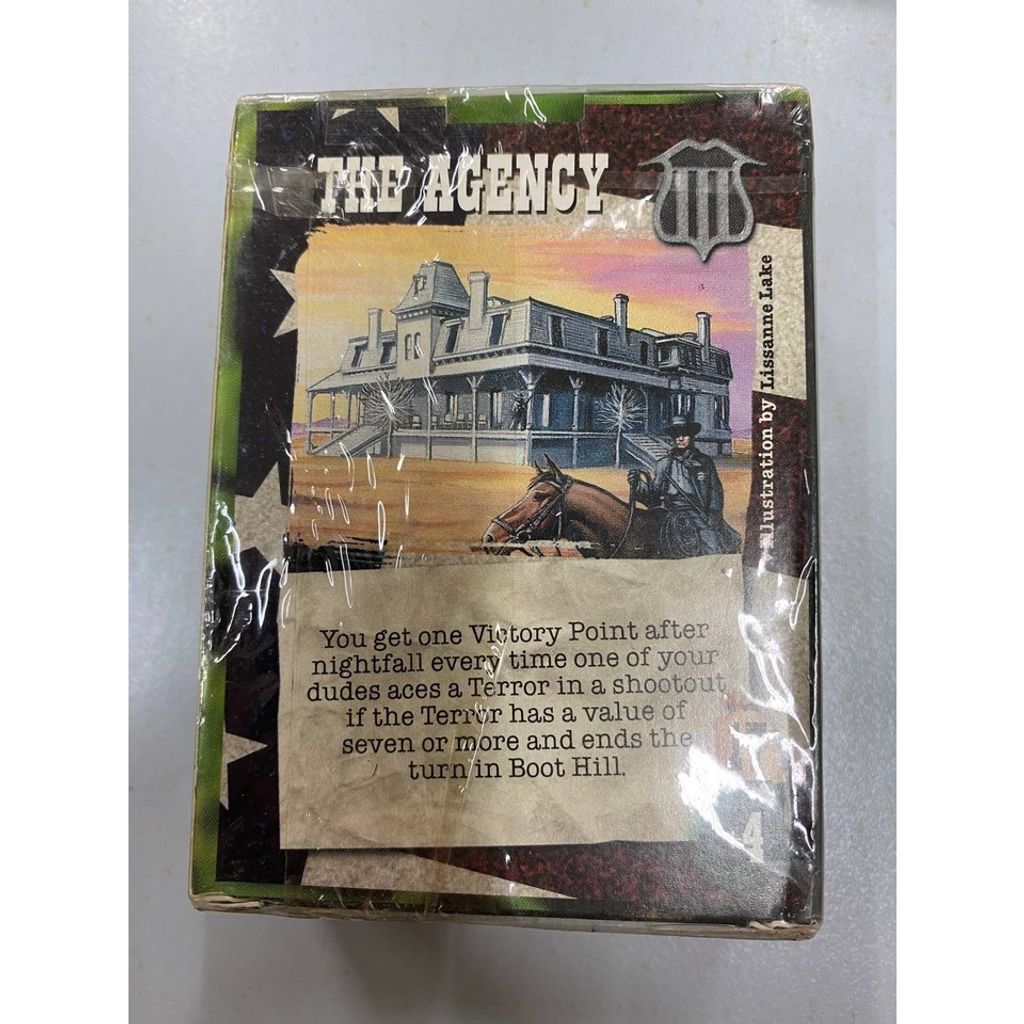 THE AGENCY
Illustration by Lissanne Lake
You get one Victory Point after
nightfall every time one of your
dudes aces a Terror in a shootout
if the Terror has a value of
seven or more and ends the
turn in Boot Hill.
4